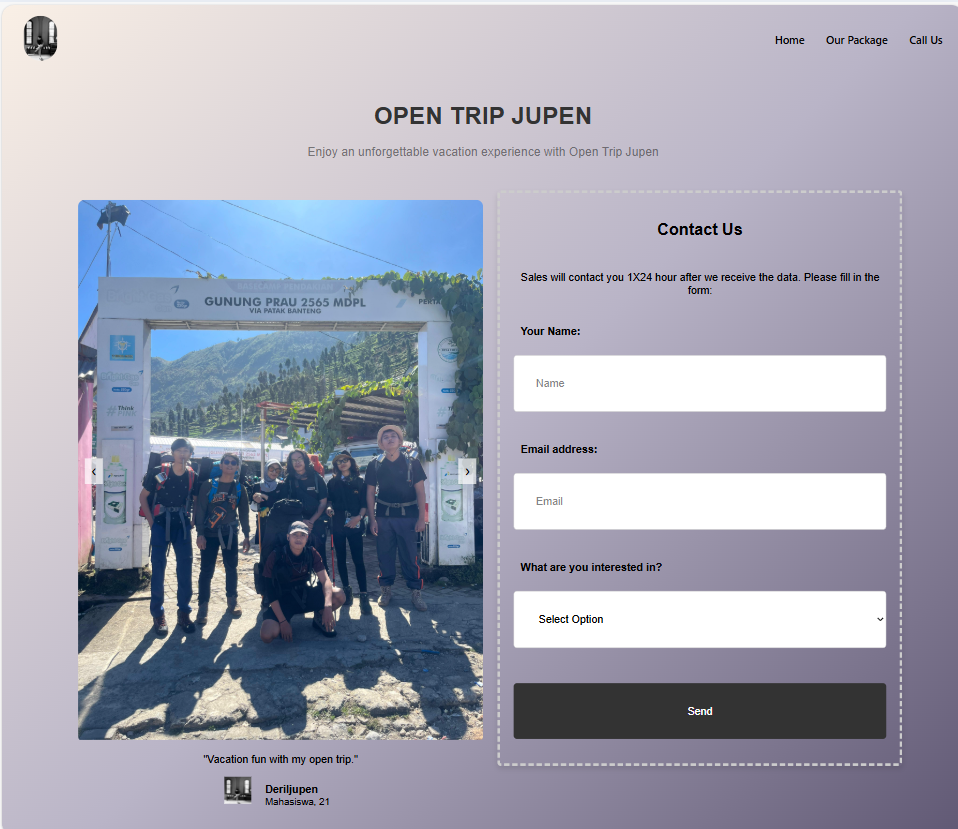 Home Our Package Call Us
OPEN TRIP JUPEN
Enjoy an unforgettable vacation experience with Open Trip Jupen
GUNUNG PRAU 2565 MDPL
VIA PATAK BANTENG
Think
‹
›
"Vacation fun with my open trip."
Deriljupen
Mahasiswa, 21
Contact Us
Sales will contact you 1X24 hour after we receive the data. Please fill in the
form:
Your Name:
Name
Email address:
Email
What are you interested in?
Select Option
Send